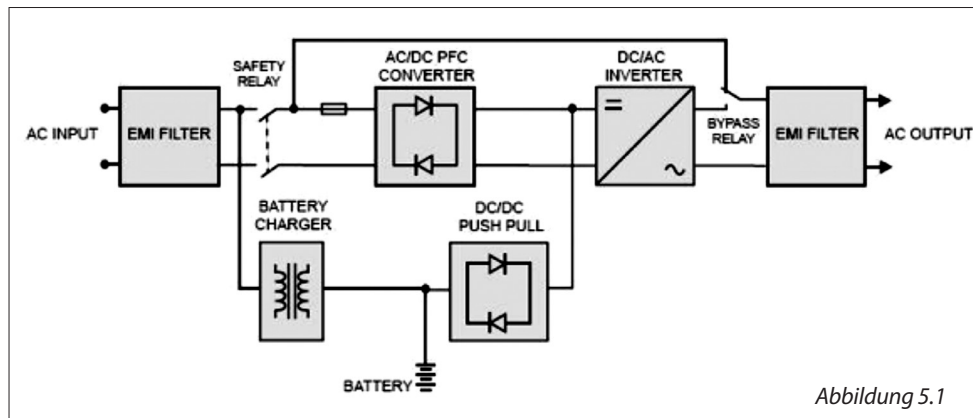 SAFETY
RELAY
AC/DC PFC
CONVERTER
DC/AC
INVERTER
AC INPUT
EMI FILTER
BYPASS
RELAY
EMI FILTER
AC OUTPUT
BATTERY
CHARGER
DC/DC
PUSH PULL
BATTERY
Abbildung 5.1